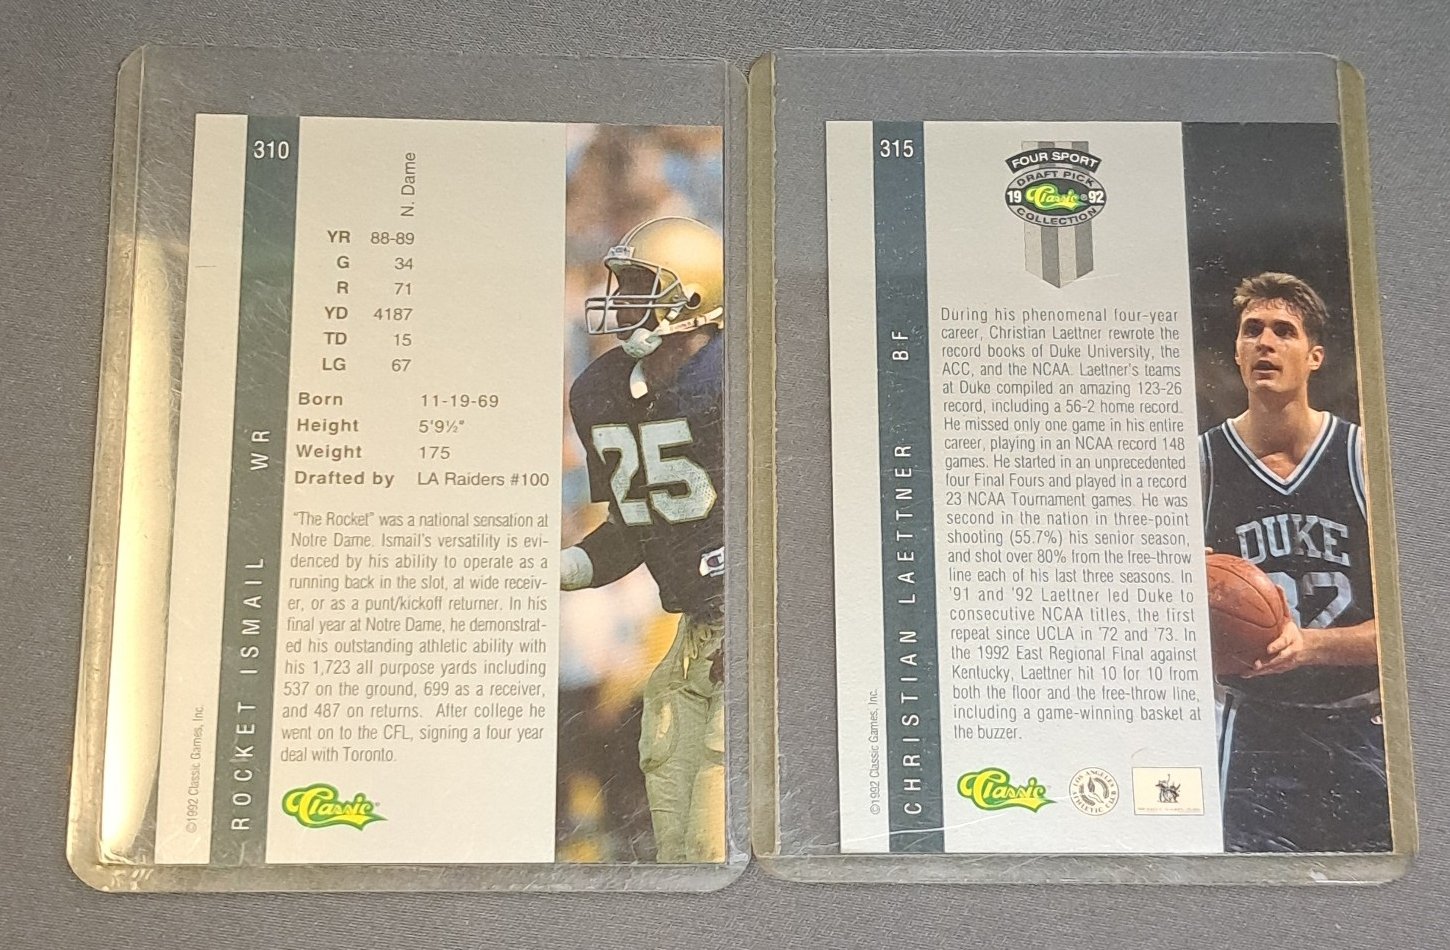 310
N. Dame
YR 88-89
G 34
R 71
YD 4187
TD 15
LG 67
Born 11-19-69
Height 5'9½"
Weight 175
Drafted by LA Raiders #100
"The Rocket" was a national sensation at
Notre Dame. Ismail's versatility is evi-
denced by his ability to operate as a
running back in the slot, at wide receiv-
er, or as a punt/kickoff returner. In his
final year at Notre Dame, he demonstrat-
ed his outstanding athletic ability with
his 1,723 all purpose yards including
537 on the ground, 699 as a receiver,
and 487 on returns. After college he
went on to the CFL, signing a four year
deal with Toronto.
Classic®
ROCKET ISMAIL WR
©1992 Classic Games, Inc.
25
315
FOUR SPORT
DRAFT PICK
19 Classic® 92
COLLECTION
During his phenomenal four-year
career, Christian Laettner rewrote the
record books of Duke University, the
ACC, and the NCAA. Laettner's teams
at Duke compiled an amazing 123-26
record, including a 56-2 home record.
He missed only one game in his entire
career, playing in an NCAA record 148
games. He started in an unprecedented
four Final Fours and played in a record
23 NCAA Tournament games. He was
second in the nation in three-point
shooting (55.7%) his senior season,
and shot over 80% from the free-throw
line each of his last three seasons. In
'91 and '92 Laettner led Duke to
consecutive NCAA titles, the first
repeat since UCLA in '72 and '73. In
the 1992 East Regional Final against
Kentucky, Laettner hit 10 for 10 from
both the floor and the free-throw line,
including a game-winning basket at
the buzzer.
Classic®
LOS ANGELES
ATHLETIC CLUB
CHRISTIAN LAETTNER BF
©1992 Classic Games, Inc.
DUKE
32